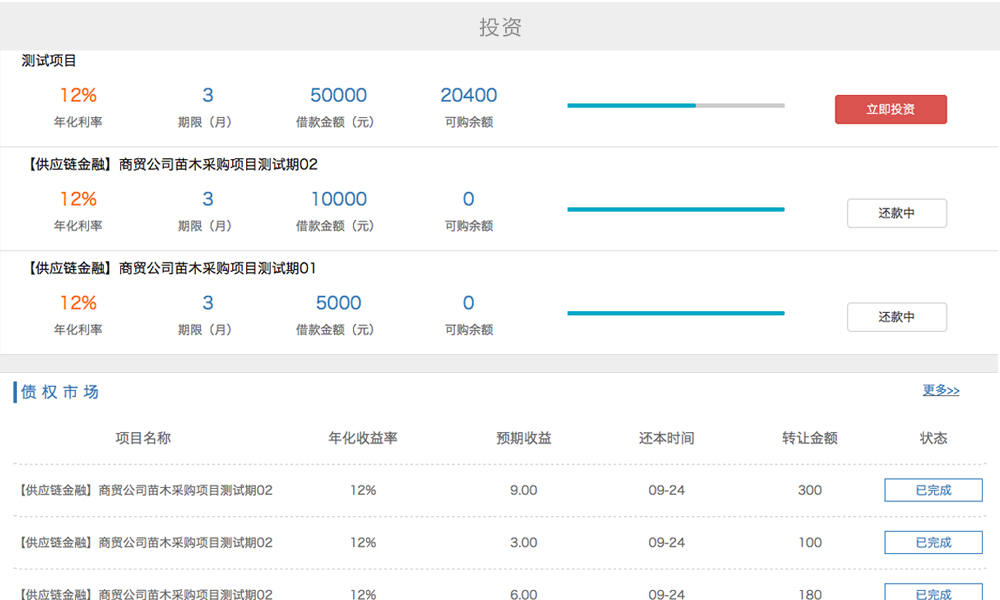 投资
测试项目
12% 3 50000 20400
立即投资
年化利率 期限（月） 借款金额（元） 可购余额
【供应链金融】商贸公司苗木采购项目测试期02
12% 3 10000 0
还款中
年化利率 期限（月） 借款金额（元） 可购余额
【供应链金融】商贸公司苗木采购项目测试期01
12% 3 5000 0
还款中
年化利率 期限（月） 借款金额（元） 可购余额
债权市场 更多>>
项目名称 年化收益率 预期收益 还本时间 转让金额 状态
【供应链金融】商贸公司苗木采购项目测试期02 12% 9.00 09-24 300 已完成
【供应链金融】商贸公司苗木采购项目测试期02 12% 3.00 09-24 100 已完成
【供应链金融】商贸公司苗木采购项目测试期02 12% 6.00 09-24 180 已完成